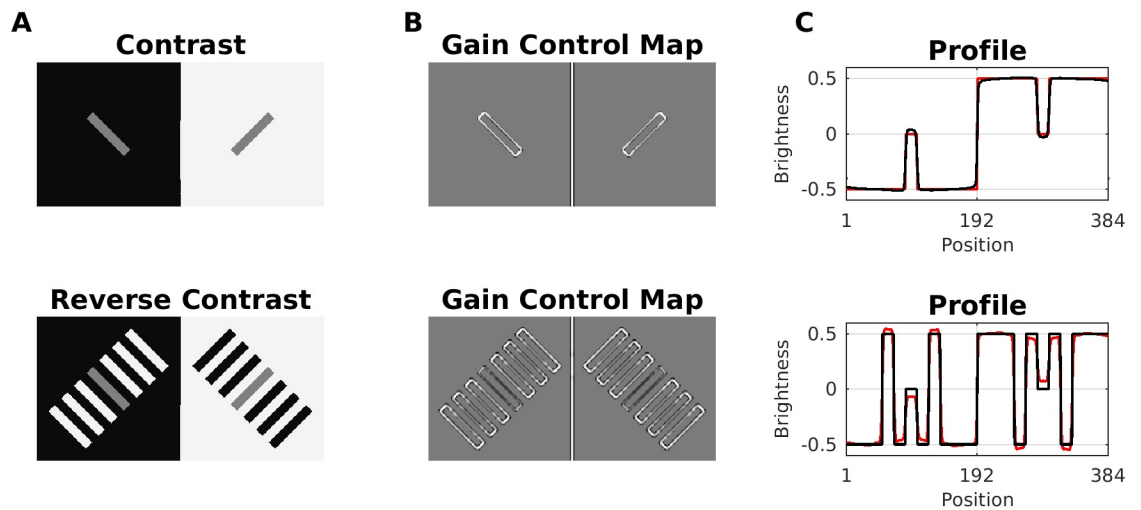 A
Contrast
B
Gain Control Map
C
Profile
Brightness
0.5
0
-0.5
1
192
384
Position
Reverse Contrast
Gain Control Map
Profile
Brightness
0.5
0
-0.5
1
192
384
Position